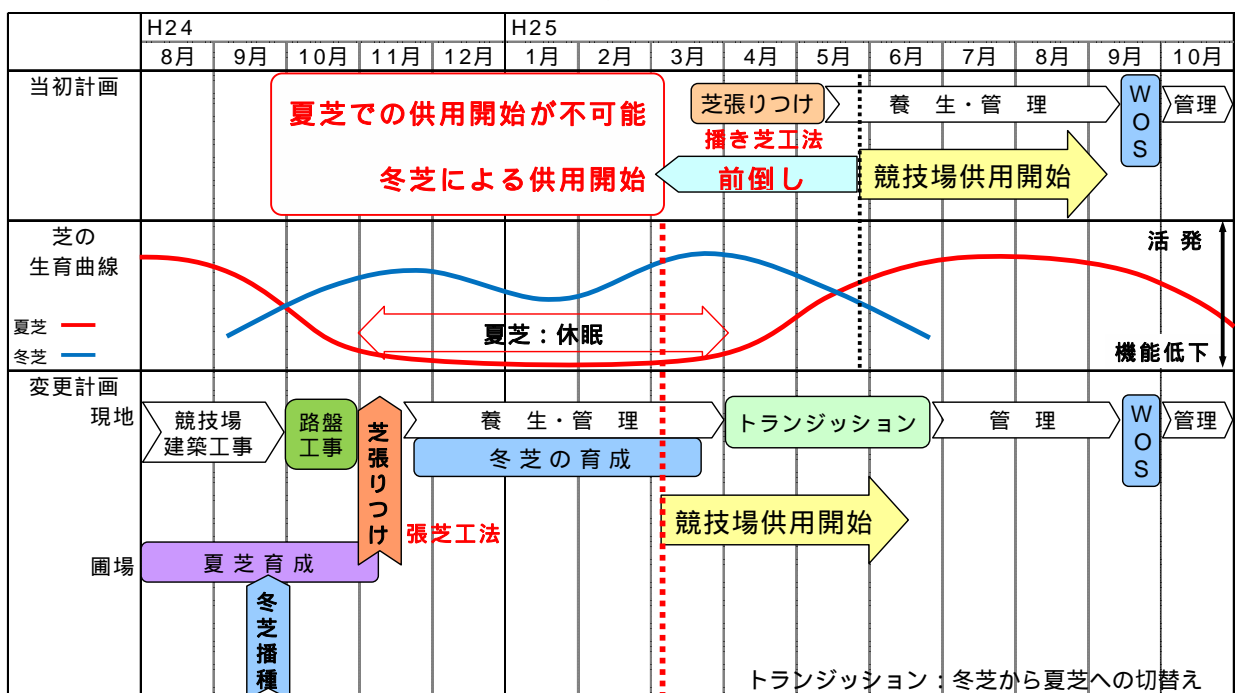 H24 H25
8月 9月 10月 11月 12月 1月 2月 3月 4月 5月 6月 7月 8月 9月 10月
当初計画
夏芝での供用開始が不可能
冬芝による供用開始
芝張りつけ
播き芝工法
前倒し
養 生・管 理
競技場供用開始
WOS
管理
芝の
生育曲線
夏芝
冬芝
夏芝：休眠
活 発
機能低下
変更計画
現地
競技場
建築工事
路盤
工事
芝張りつけ
張芝工法
養 生・管 理
冬 芝 の 育 成
トランジッション
競技場供用開始
管 理
WOS
管理
圃場
夏 芝 育 成
冬芝播種
トランジッション：冬芝から夏芝への切替え